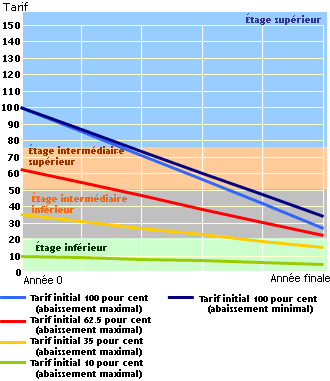 Tarif
Étage supérieur
150
140
130
120
110
100
90
80
70
60
50
40
30
20
10
0
Étage intermédiaire
supérieur
Étage intermédiaire
inférieur
Étage inférieur
Année 0
Année finale
Tarif initial 100 pour cent
(abaissement maximal)
Tarif initial 100 pour cent
(abaissement minimal)
Tarif initial 62.5 pour cent
(abaissement maximal)
Tarif initial 35 pour cent
(abaissement maximal)
Tarif initial 10 pour cent
(abaissement maximal)